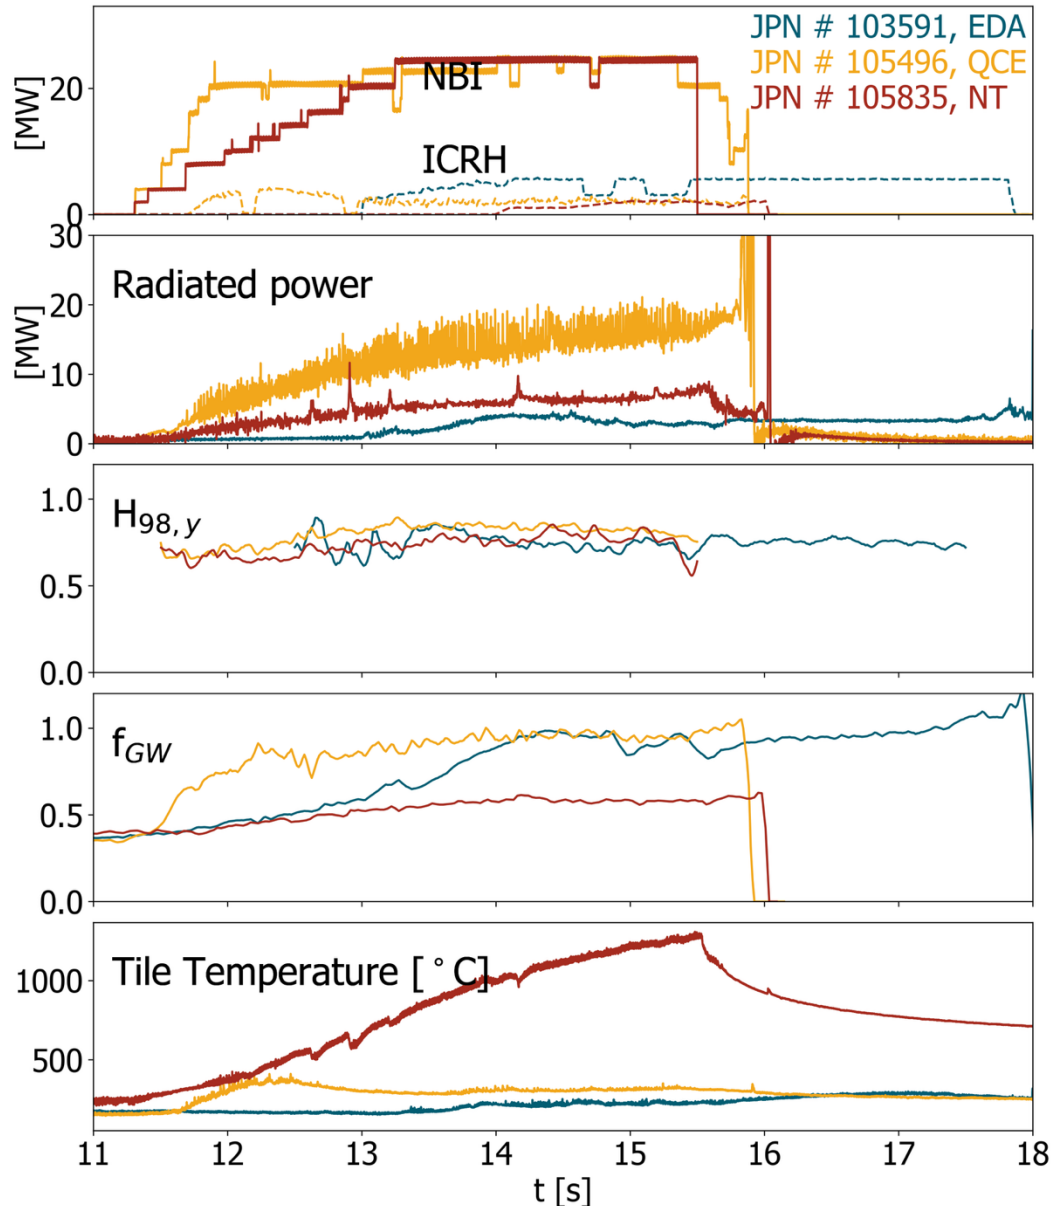 JPN # 103591, EDA
JPN # 105496, QCE
JPN # 105835, NT
NBI
ICRH
[MW]
20
0
Radiated power
[MW]
30
20
10
0
H98, y
1.0
0.5
0.0
fGW
1.0
0.5
0.0
Tile Temperature [ °C]
1000
500
11 12 13 14 15 16 17 18
t [s]